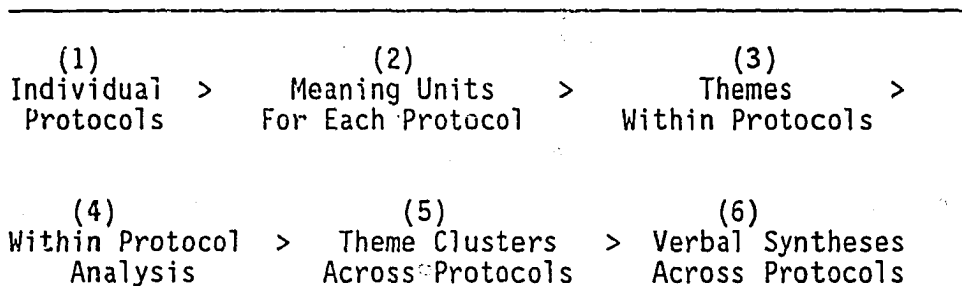 (1) (2) (3)
Individual > Meaning Units > Themes >
Protocols For Each Protocol Within Protocols
(4) (5) (6)
Within Protocol > Theme Clusters > Verbal Syntheses
Analysis Across Protocols Across Protocols